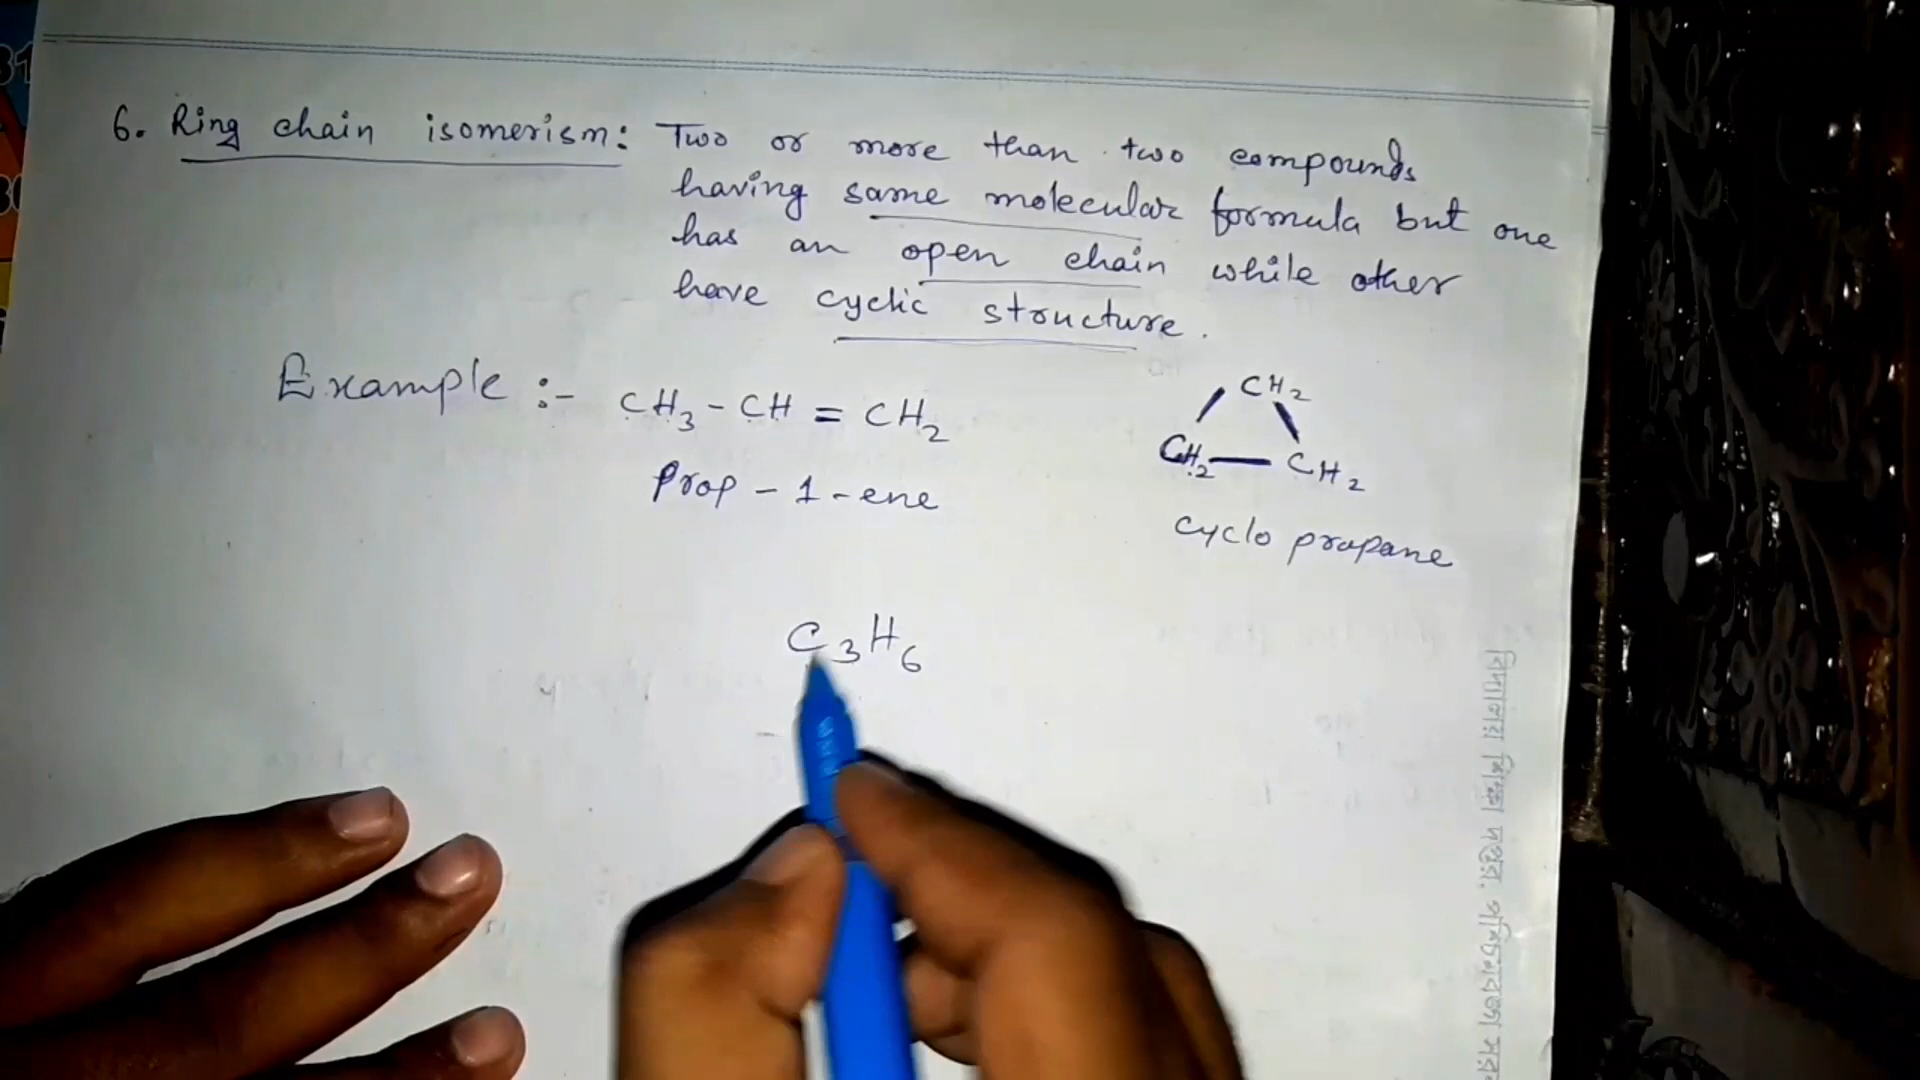 6. Ring chain isomerism: Two or more than two compounds
having same molecular formula but one
has an open chain while other
have cyclic structure.
Example :- CH3 - CH = CH2
Prop - 1 - ene
CH2
CH2 — CH2
cyclo propane
C3H6